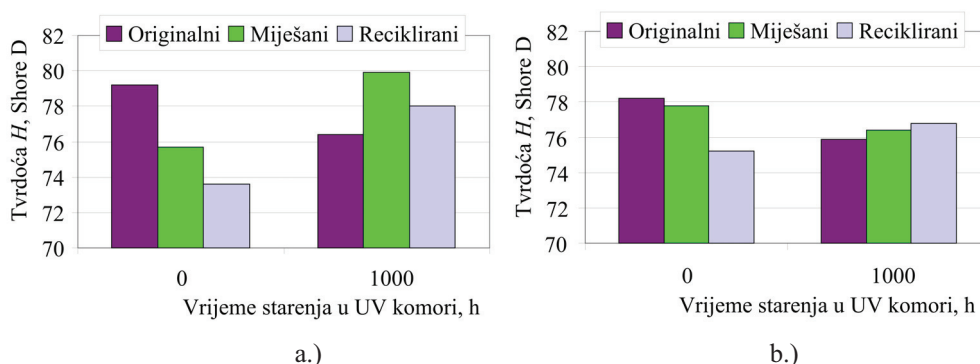 Originalni Miješani Reciklirani
Tvrdoća H, Shore D
82
80
78
76
74
72
70
0 1000
Vrijeme starenja u UV komori, h
a.)
Originalni Miješani Reciklirani
Tvrdoća H, Shore D
82
80
78
76
74
72
70
0 1000
Vrijeme starenja u UV komori, h
b.)